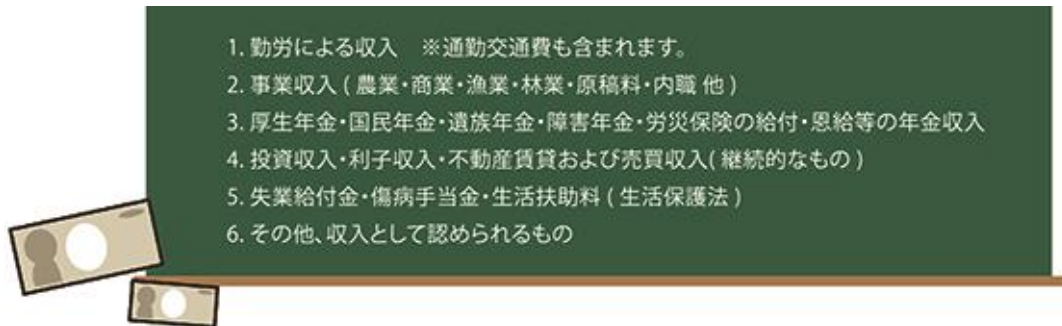 1. 勤労による収入　※通勤交通費も含まれます。
2. 事業収入 ( 農業・商業・漁業・林業・原稿料・内職 他 )
3. 厚生年金・国民年金・遺族年金・障害年金・労災保険の給付・恩給等の年金収入
4. 投資収入・利子収入・不動産賃貸および売買収入( 継続的なもの )
5. 失業給付金・傷病手当金・生活扶助料 ( 生活保護法 )
6. その他、収入として認められるもの